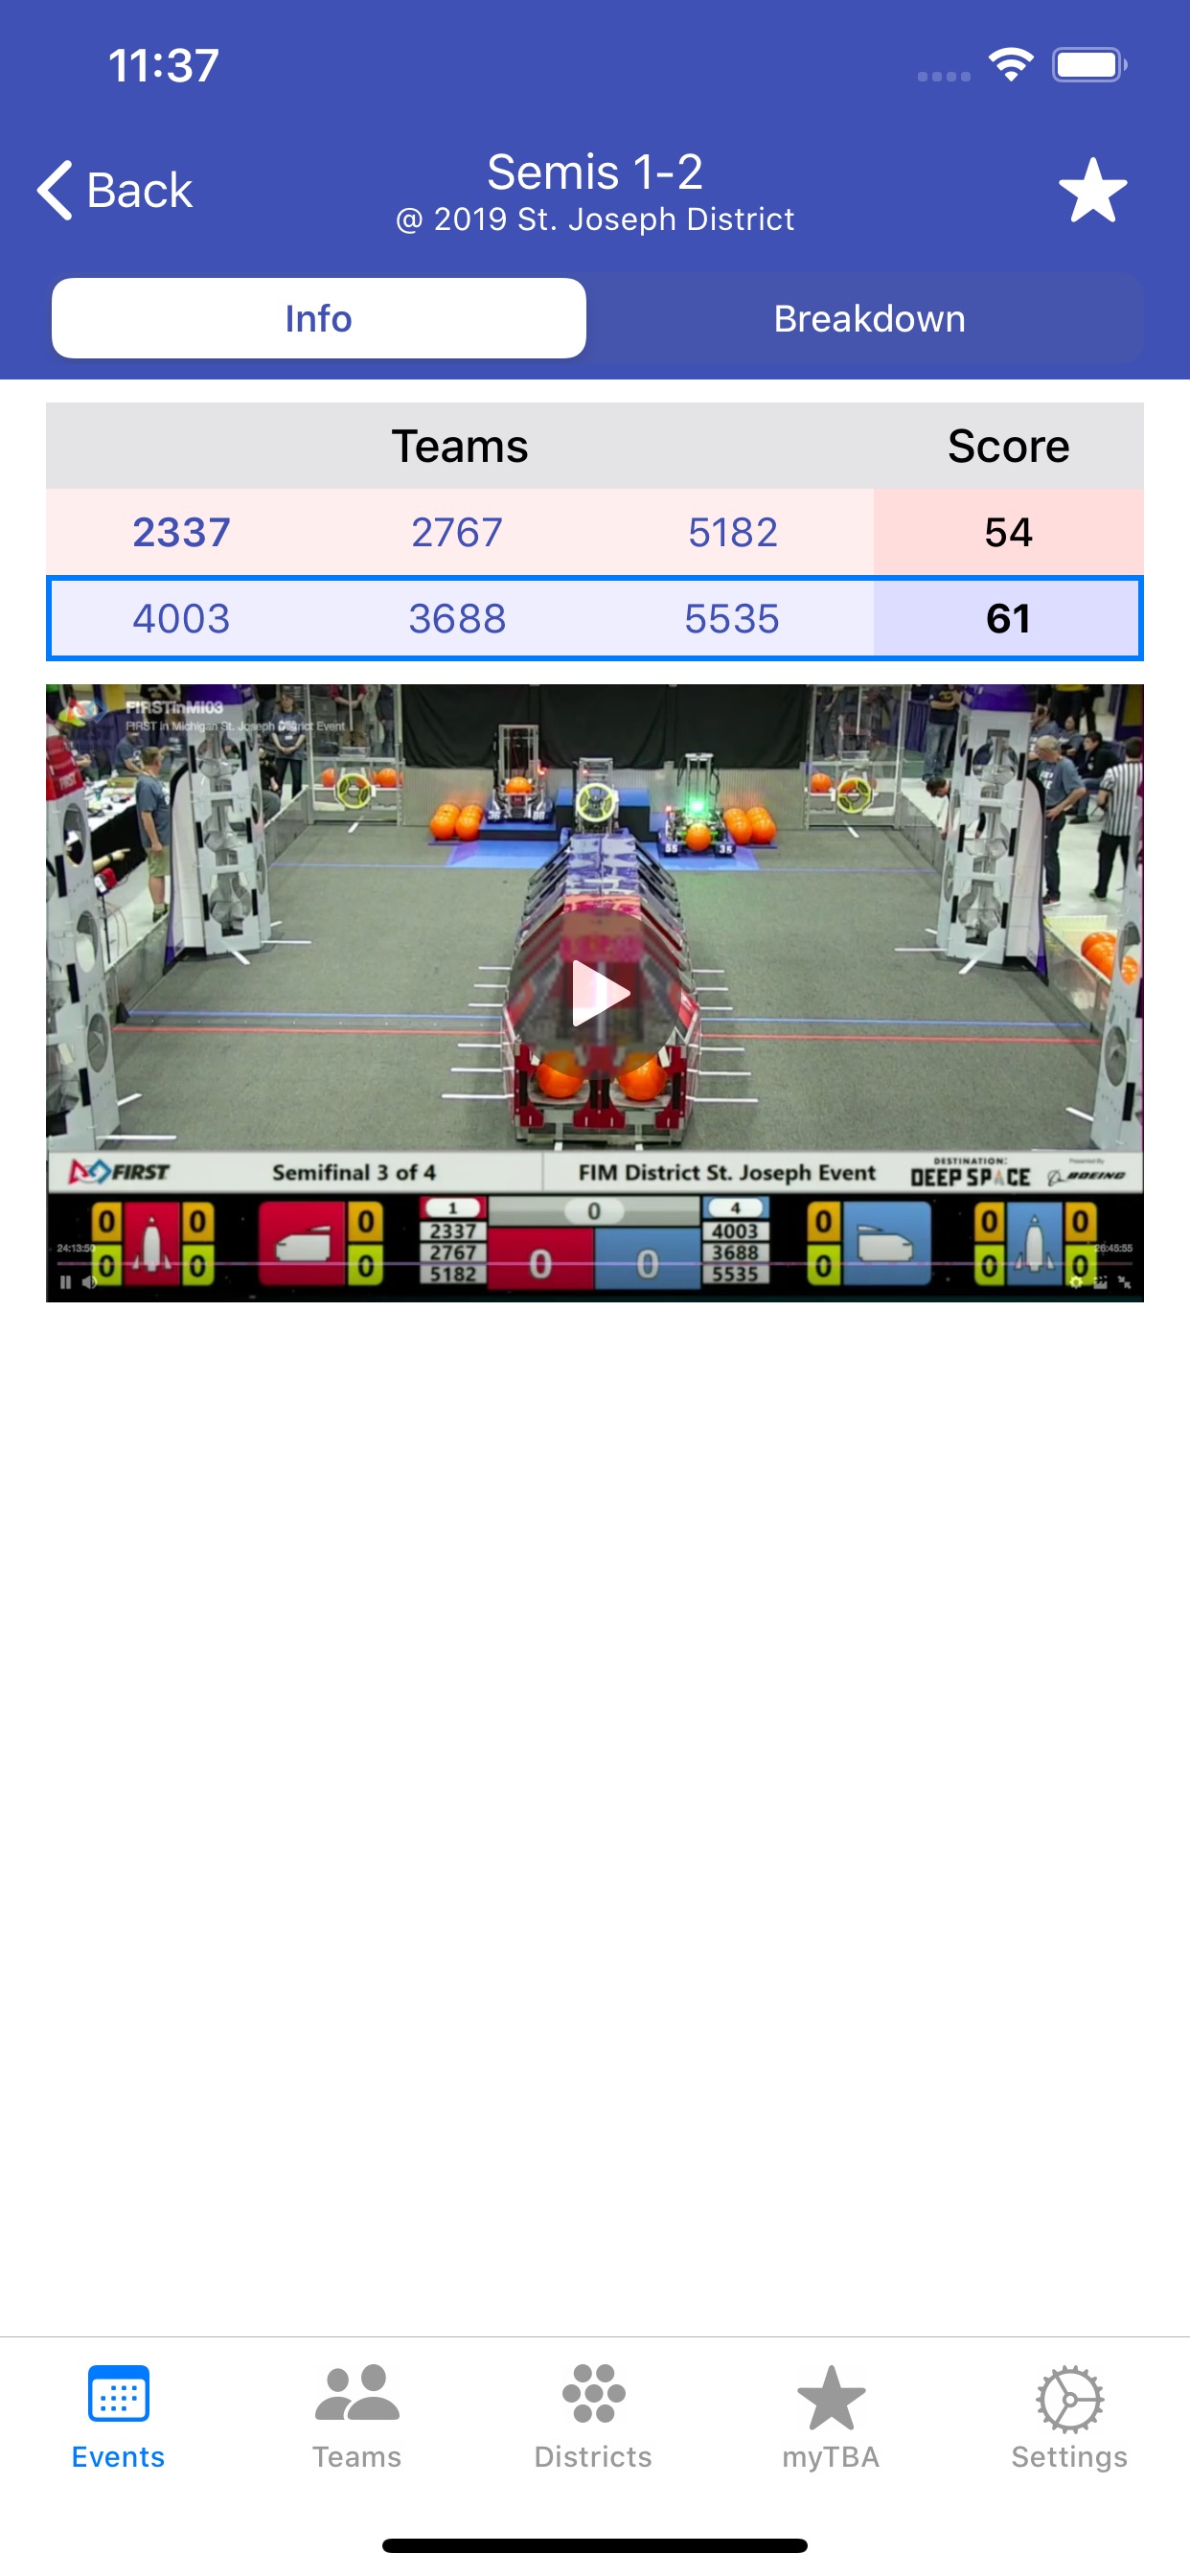 11:37
Back
Semis 1-2
@ 2019 St. Joseph District
Info
Breakdown
Teams Score
2337 2767 5182 54
4003 3688 5535 61
FIRSTinMI03
FIRST in Michigan St. Joseph District Event
FIRST
Semifinal 3 of 4
FIM District St. Joseph Event
DESTINATION:
DEEP SPACE
Presented By
BOEING
0 0 0 1 0 4 0 0 0
2337 4003
2767 3688
5182 5535
0 0 0 0 0 0 0 0
24:13:50
26:45:55
Events Teams Districts myTBA Settings